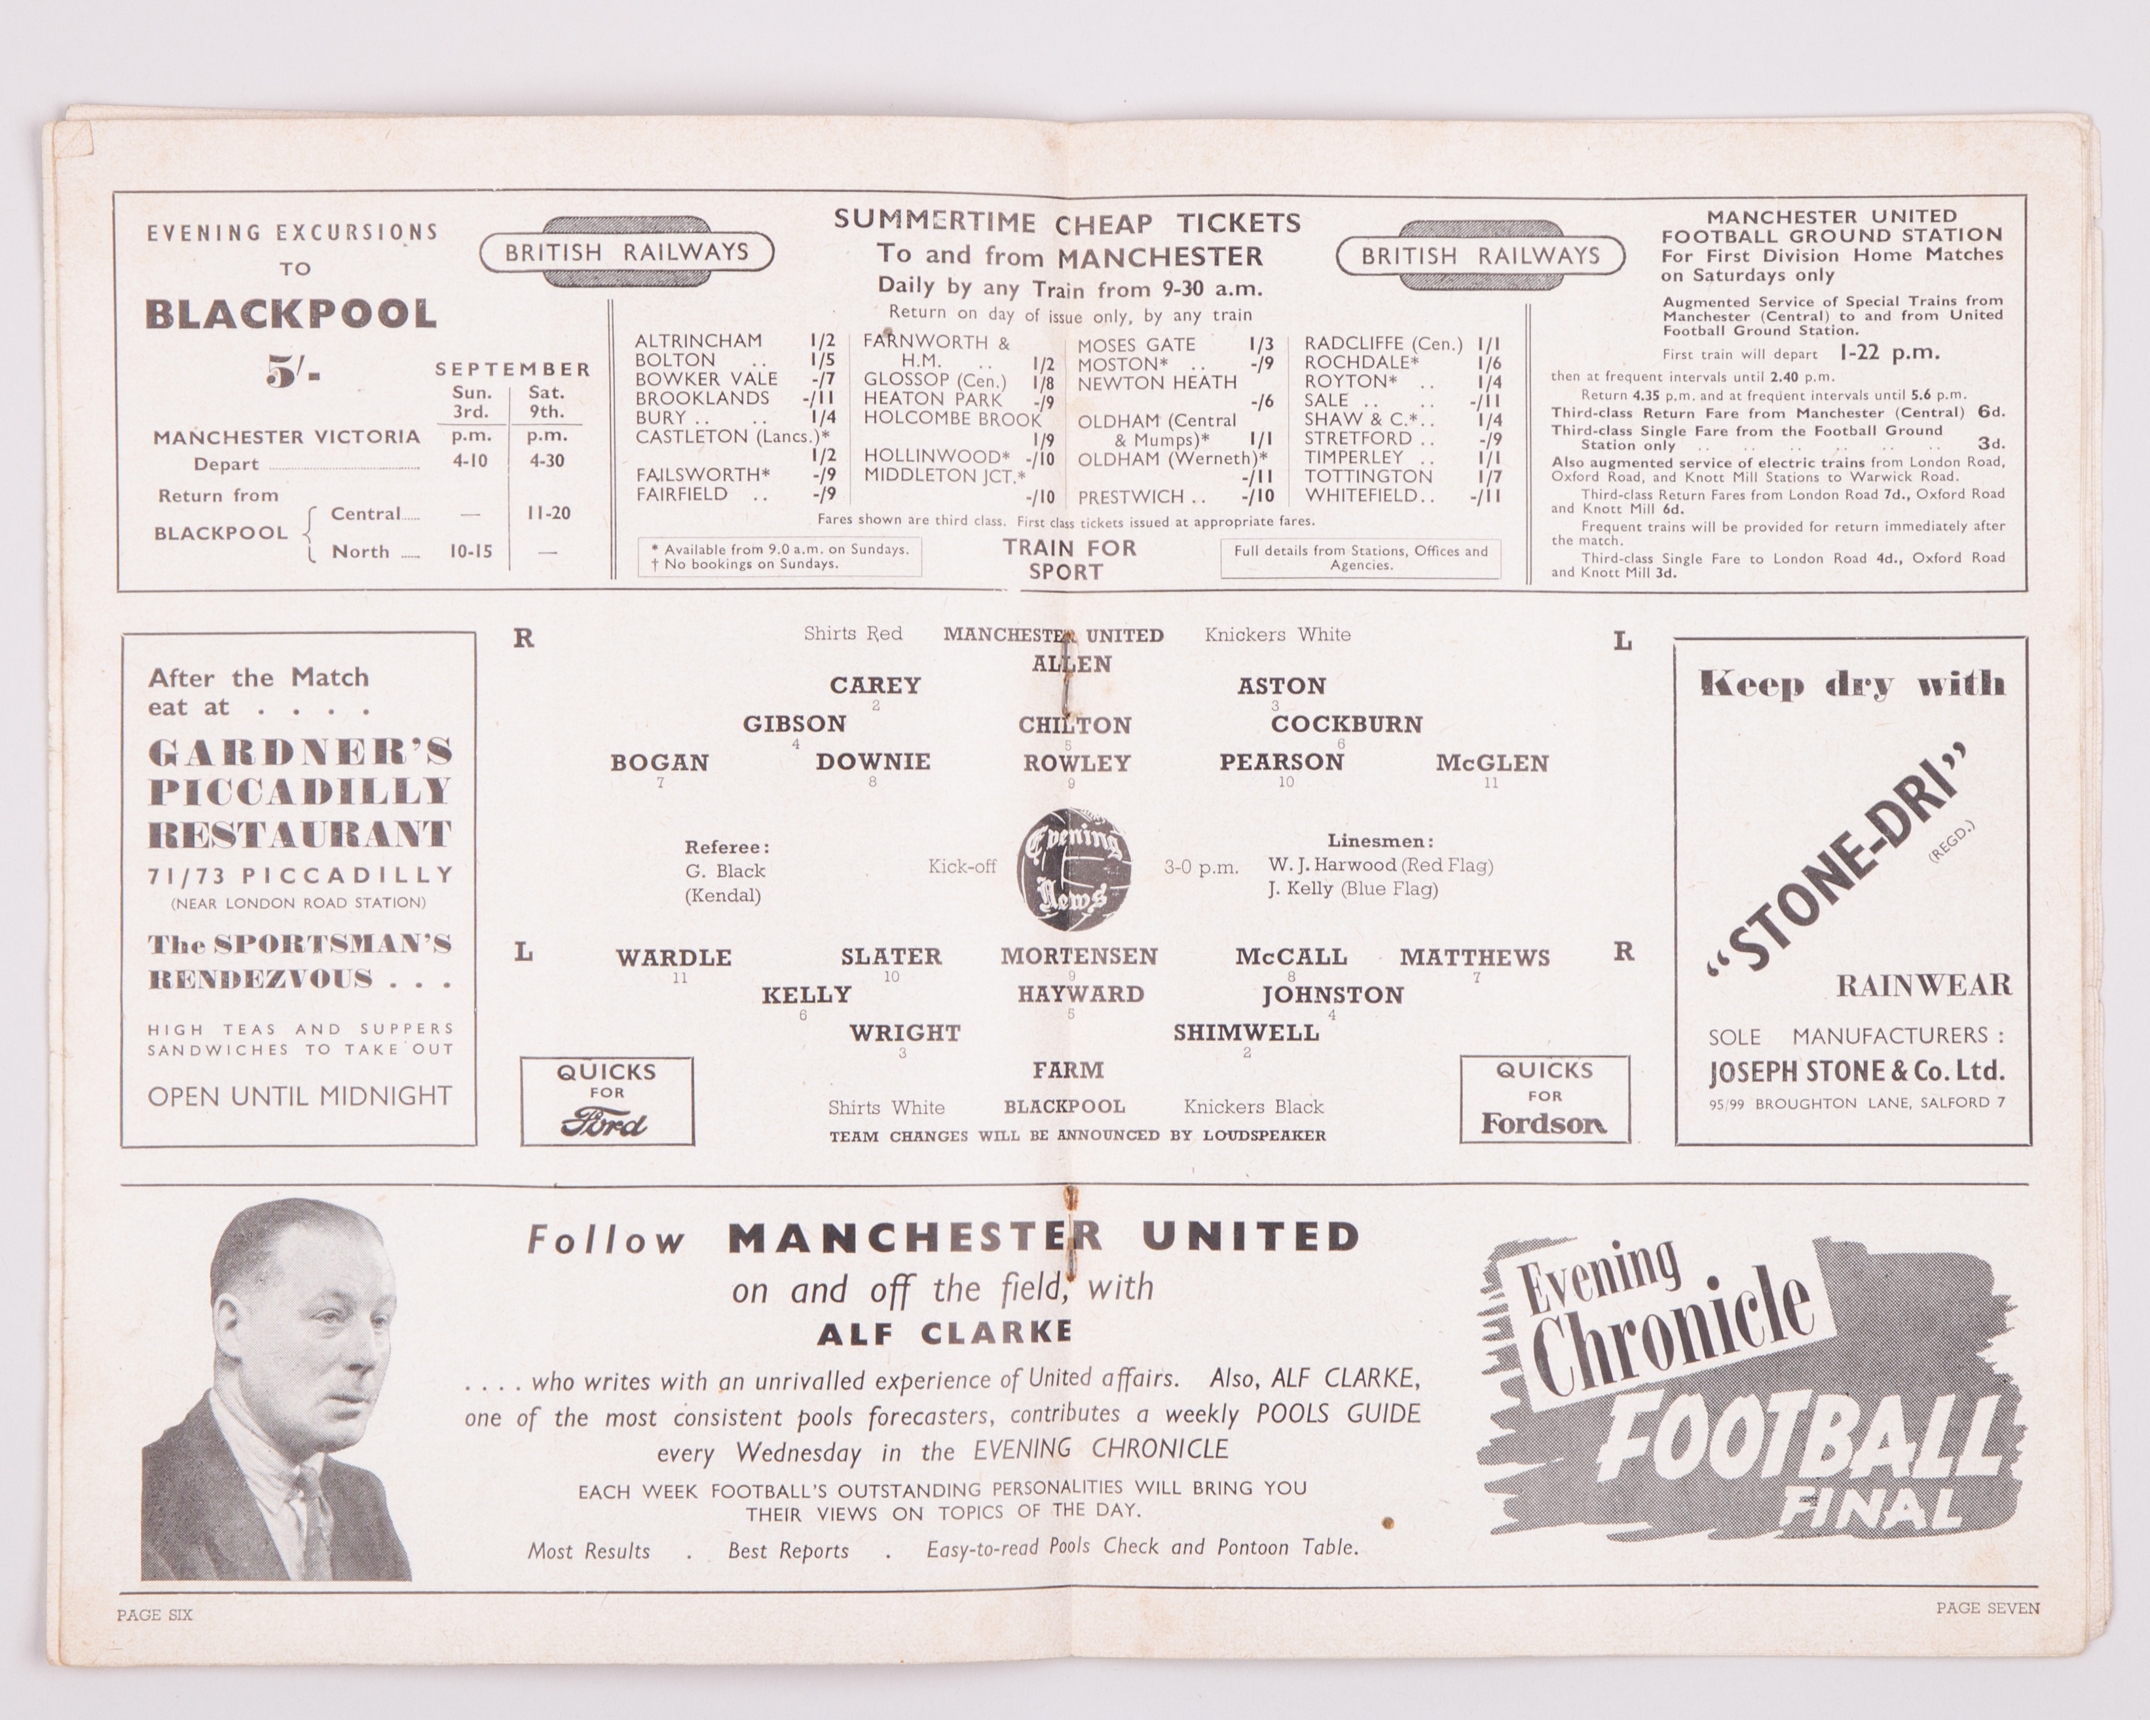 EVENING EXCURSIONS
TO
BLACKPOOL
5/-
SEPTEMBER
Sun. Sat.
3rd. 9th.
MANCHESTER VICTORIA p.m. p.m.
Depart 4-10 4-30
Return from
BLACKPOOL
Central — 11-20
North 10-15 —
BRITISH RAILWAYS
SUMMERTIME CHEAP TICKETS
To and from MANCHESTER
Daily by any Train from 9-30 a.m.
Return on day of issue only, by any train
BRITISH RAILWAYS
ALTRINCHAM 1/2
BOLTON .. 1/5
BOWKER VALE -/7
BROOKLANDS -/11
BURY .. .. 1/4
CASTLETON (Lancs.)*
1/2
FAILSWORTH* -/9
FAIRFIELD .. -/9
FARNWORTH &
H.M. .. 1/2
GLOSSOP (Cen.) 1/8
HEATON PARK -/9
HOLCOMBE BROOK
1/9
HOLLINWOOD* -/10
MIDDLETON JCT.*
-/10
MOSES GATE 1/3
MOSTON* .. -/9
NEWTON HEATH
-/6
OLDHAM (Central
& Mumps)* 1/1
OLDHAM (Werneth)*
-/11
PRESTWICH .. -/10
RADCLIFFE (Cen.) 1/1
ROCHDALE* 1/6
ROYTON* .. 1/4
SALE .. .. -/11
SHAW & C.*.. 1/4
STRETFORD .. -/9
TIMPERLEY .. 1/1
TOTTINGTON 1/7
WHITEFIELD.. -/11
Fares shown are third class. First class tickets issued at appropriate fares.
* Available from 9.0 a.m. on Sundays.
† No bookings on Sundays.
TRAIN FOR
SPORT
Full details from Stations, Offices and
Agencies.
MANCHESTER UNITED
FOOTBALL GROUND STATION
For First Division Home Matches
on Saturdays only
Augmented Service of Special Trains from
Manchester (Central) to and from United
Football Ground Station.
First train will depart 1-22 p.m.
then at frequent intervals until 2.40 p.m.
Return 4.35 p.m. and at frequent intervals until 5.6 p.m.
Third-class Return Fare from Manchester (Central) 6d.
Third-class Single Fare from the Football Ground
Station only .. .. .. .. .. .. 3d.
Also augmented service of electric trains from London Road,
Oxford Road, and Knott Mill Stations to Warwick Road.
Third-class Return Fares from London Road 7d., Oxford Road
and Knott Mill 6d.
Frequent trains will be provided for return immediately after
the match.
Third-class Single Fare to London Road 4d., Oxford Road
and Knott Mill 3d.
After the Match
eat at . . . .
GARDNER'S
PICCADILLY
RESTAURANT
71/73 PICCADILLY
(NEAR LONDON ROAD STATION)
The SPORTSMAN'S
RENDEZVOUS . . .
HIGH TEAS AND SUPPERS
SANDWICHES TO TAKE OUT
OPEN UNTIL MIDNIGHT
R Shirts Red MANCHESTER UNITED Knickers White L
ALLEN
CAREY ASTON
2 3
GIBSON CHILTON COCKBURN
4 5 6
BOGAN DOWNIE ROWLEY PEARSON McGLEN
7 8 9 10 11
Referee:
G. Black
(Kendal)
Kick-off
Evening
News
3-0 p.m.
Linesmen:
W. J. Harwood (Red Flag)
J. Kelly (Blue Flag)
L WARDLE SLATER MORTENSEN McCALL MATTHEWS R
11 10 9 8 7
KELLY HAYWARD JOHNSTON
6 5 4
WRIGHT SHIMWELL
3 2
FARM
Shirts White BLACKPOOL Knickers Black
TEAM CHANGES WILL BE ANNOUNCED BY LOUDSPEAKER
QUICKS
FOR
Ford
QUICKS
FOR
Fordson
Keep dry with
"STONE-DRI"
(REGD.)
RAINWEAR
SOLE MANUFACTURERS :
JOSEPH STONE & Co. Ltd.
95/99 BROUGHTON LANE, SALFORD 7
Follow MANCHESTER UNITED
on and off the field, with
ALF CLARKE
. . . . who writes with an unrivalled experience of United affairs. Also, ALF CLARKE,
one of the most consistent pools forecasters, contributes a weekly POOLS GUIDE
every Wednesday in the EVENING CHRONICLE
EACH WEEK FOOTBALL'S OUTSTANDING PERSONALITIES WILL BRING YOU
THEIR VIEWS ON TOPICS OF THE DAY.
Most Results . Best Reports . Easy-to-read Pools Check and Pontoon Table.
Evening
Chronicle
FOOTBALL
FINAL
PAGE SIX
PAGE SEVEN